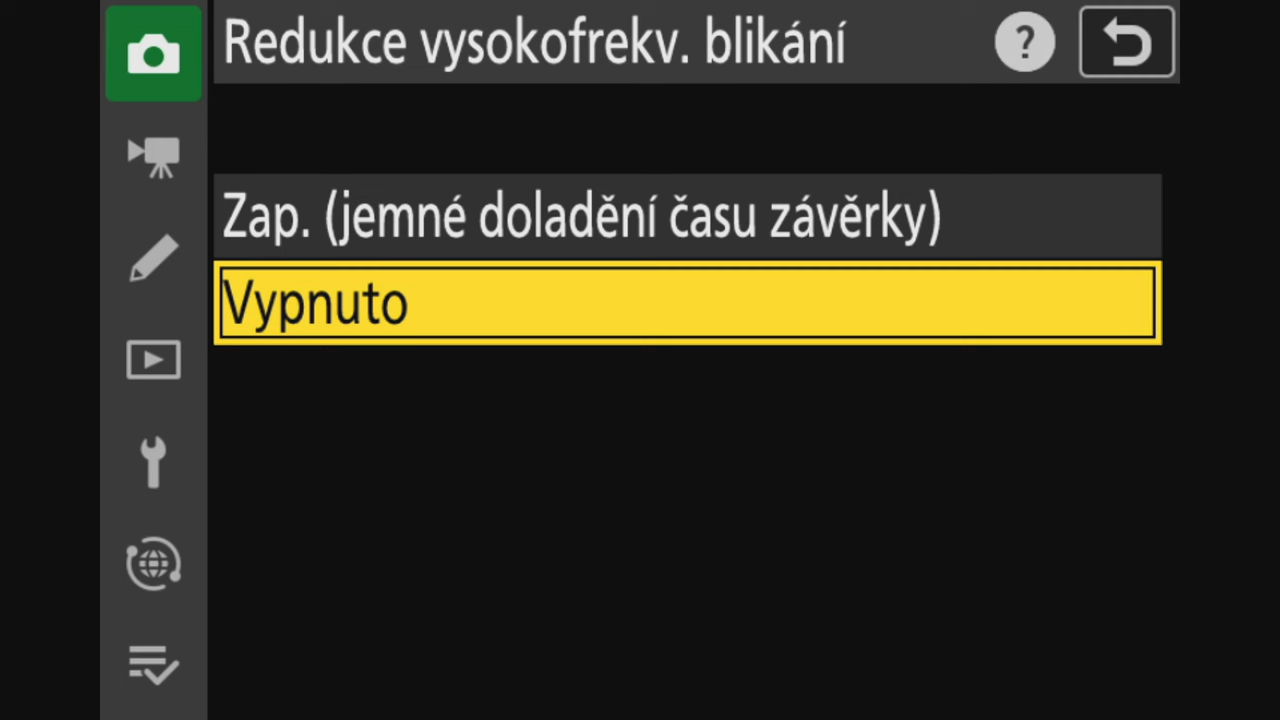 Redukce vysokofrekv. blikání
?
Zap. (jemné doladění času závěrky)
Vypnuto